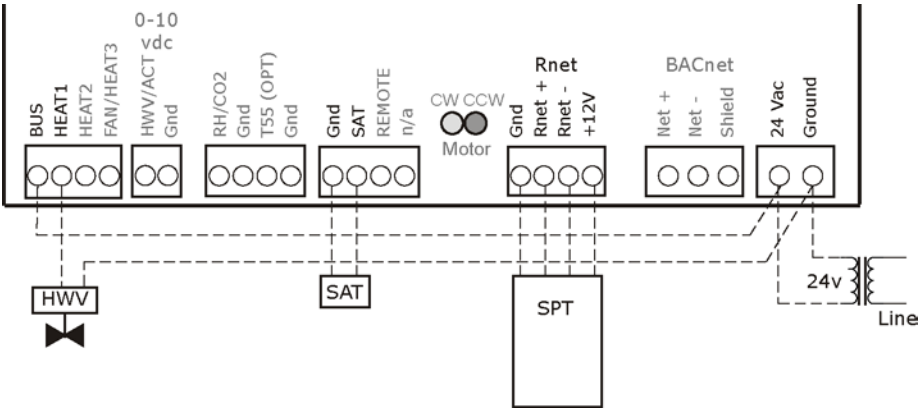 0-10
vdc
BUS
HEAT1
HEAT2
FAN/HEAT3
HWV/ACT
Gnd
RH/CO2
Gnd
T55 (OPT)
Gnd
Gnd
SAT
REMOTE
n/a
CW CCW
Motor
Rnet
Gnd
Rnet +
Rnet -
+12V
BACnet
Net +
Net -
Shield
24 Vac
Ground
HWV
SAT
SPT
24v
Line